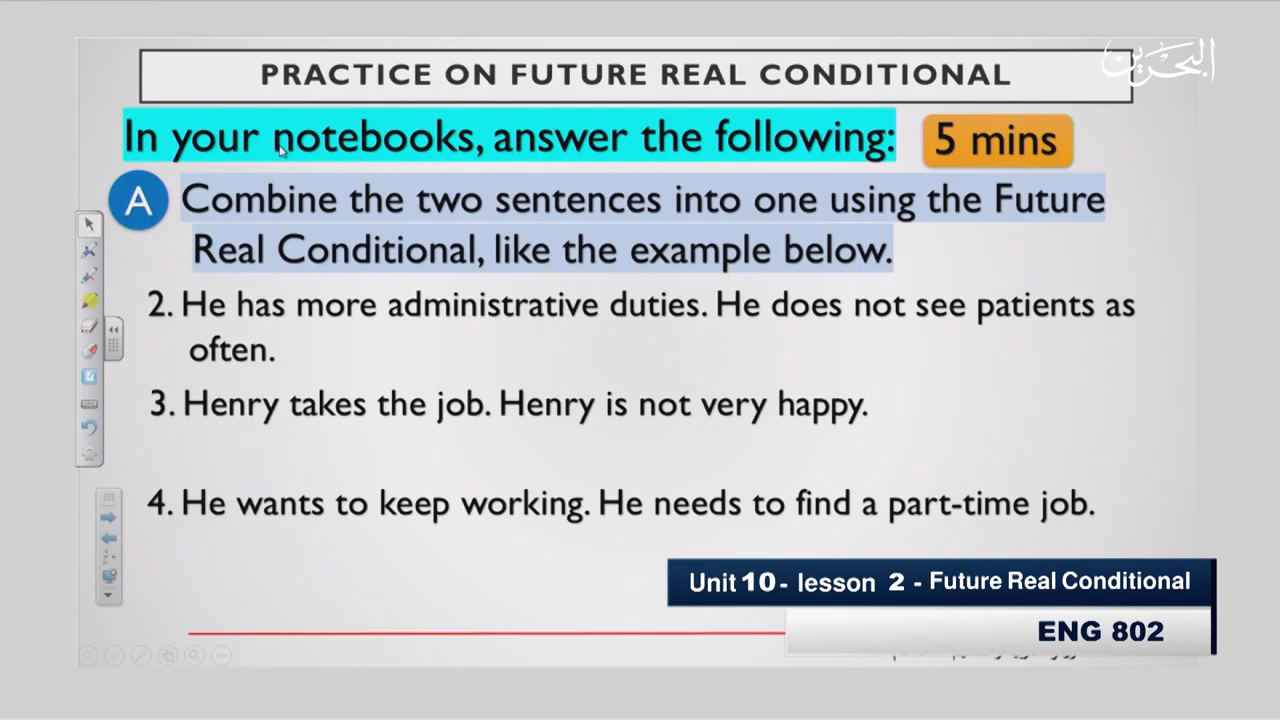 البحرين
PRACTICE ON FUTURE REAL CONDITIONAL
In your notebooks, answer the following:
5 mins
A
Combine the two sentences into one using the Future
Real Conditional, like the example below.
2. He has more administrative duties. He does not see patients as
often.
3. Henry takes the job. Henry is not very happy.
4. He wants to keep working. He needs to find a part-time job.
Unit 10 - lesson 2 - Future Real Conditional
ENG 802